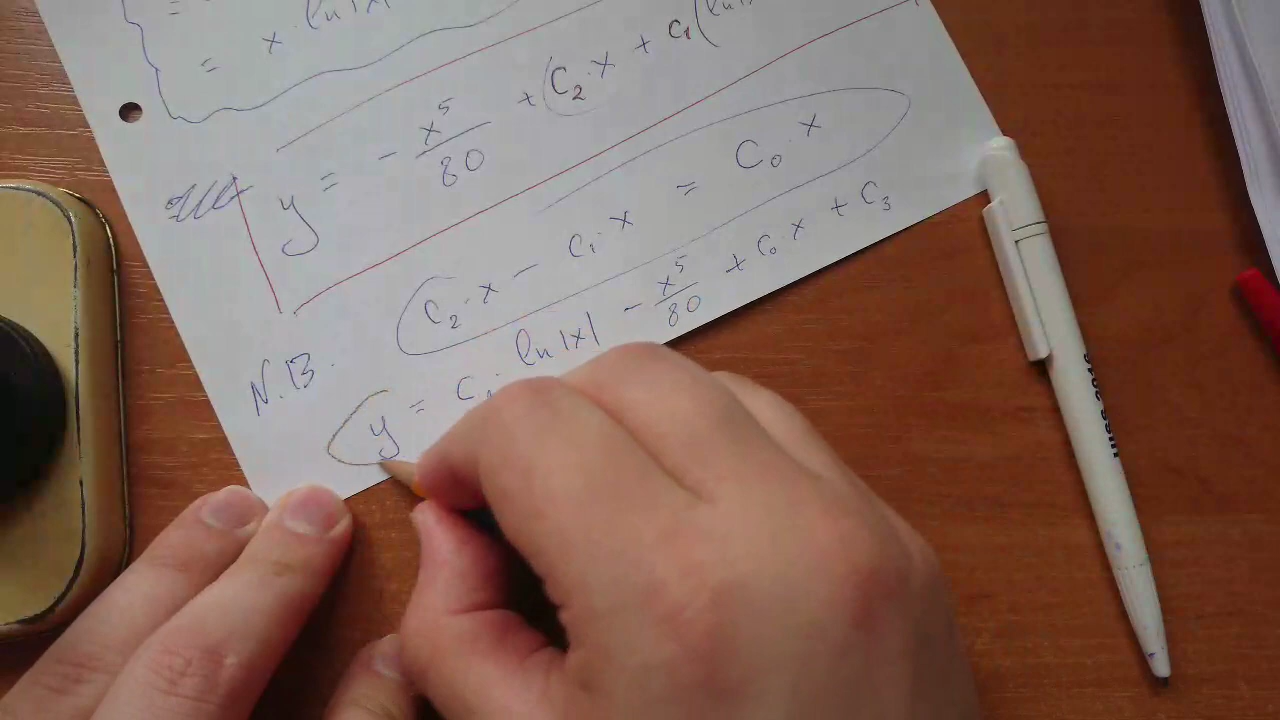 = x · ln|x|
y = - x⁵/80 + C₂·x + C₁(ln|x
C₂·x - C₁·x = C₀·x
N.B.
y = C₁· ln|x| - x⁵/80 + C₀·x + C₃